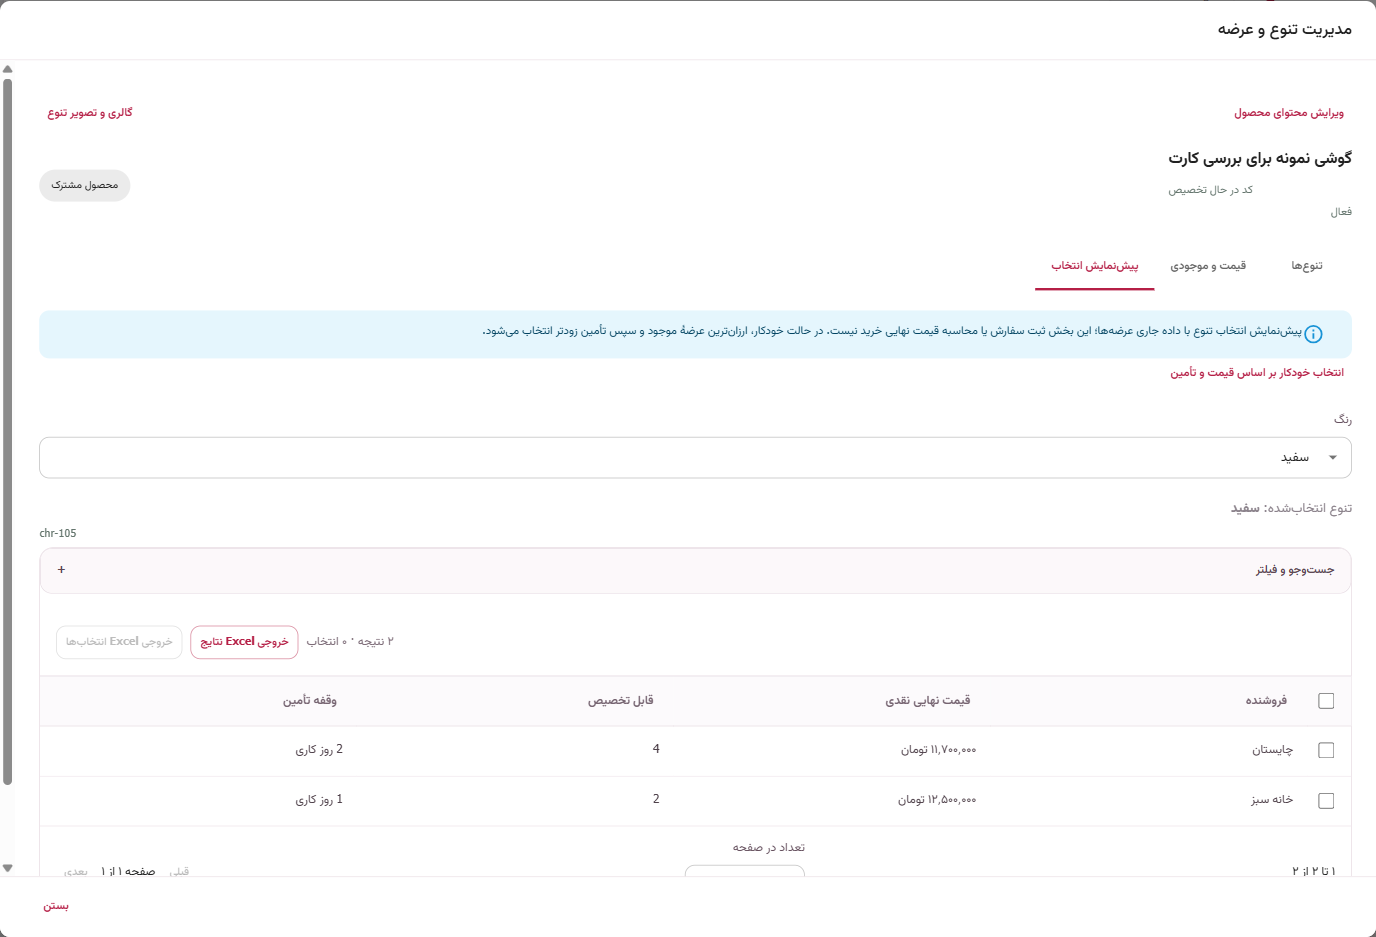 مدیریت تنوع و عرضه
ویرایش محتوای محصول
گالری و تصویر تنوع
گوشی نمونه برای بررسی کارت
محصول مشترک
کد در حال تخصیص
فعال
تنوع‌ها
قیمت و موجودی
پیش‌نمایش انتخاب
پیش‌نمایش انتخاب تنوع با داده جاری عرضه‌ها؛ این بخش ثبت سفارش یا محاسبه قیمت نهایی خرید نیست. در حالت خودکار، ارزان‌ترین عرضهٔ موجود و سپس تأمین زودتر انتخاب می‌شود.
انتخاب خودکار بر اساس قیمت و تأمین
رنگ
سفید
تنوع انتخاب‌شده: سفید
chr-105
جست‌وجو و فیلتر +
۲ نتیجه · ۰ انتخاب
خروجی Excel نتایج
خروجی Excel انتخاب‌ها
فروشنده قیمت نهایی نقدی قابل تخصیص وقفه تأمین
چایستان ۱۱٬۷۰۰٬۰۰۰ تومان 4 2 روز کاری
خانه سبز ۱۲٬۵۰۰٬۰۰۰ تومان 2 1 روز کاری
تعداد در صفحه
۱ تا ۲ از ۲
قبلی صفحه ۱ از ۱ بعدی
بستن